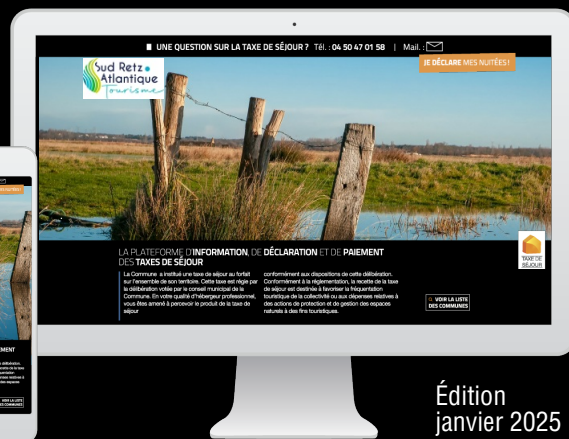 UNE QUESTION SUR LA TAXE DE SÉJOUR ? Tél. : 04 50 47 01 58 | Mail. :
JE DÉCLARE MES NUITÉES !
Sud Retz
Atlantique
Tourisme
LA PLATEFORME D'INFORMATION, DE DÉCLARATION ET DE PAIEMENT
DES TAXES DE SÉJOUR
La Commune a institué une taxe de séjour au forfait
sur l'ensemble de son territoire. Cette taxe est régie par
la délibération votée par le conseil municipal de la
Commune. En votre qualité d'hébergeur professionnel,
vous êtes amené à percevoir le produit de la taxe de
séjour
conformément aux dispositions de cette délibération.
Conformément à la réglementation, la recette de la taxe
de séjour est destinée à favoriser la fréquentation
touristique de la collectivité ou aux dépenses relatives à
des actions de protection et de gestion des espaces
naturels à des fins touristiques.
TAXE DE
SÉJOUR
VOIR LA LISTE
DES COMMUNES
EMENT
VOIR LA LISTE
DES COMMUNES
Édition
janvier 2025